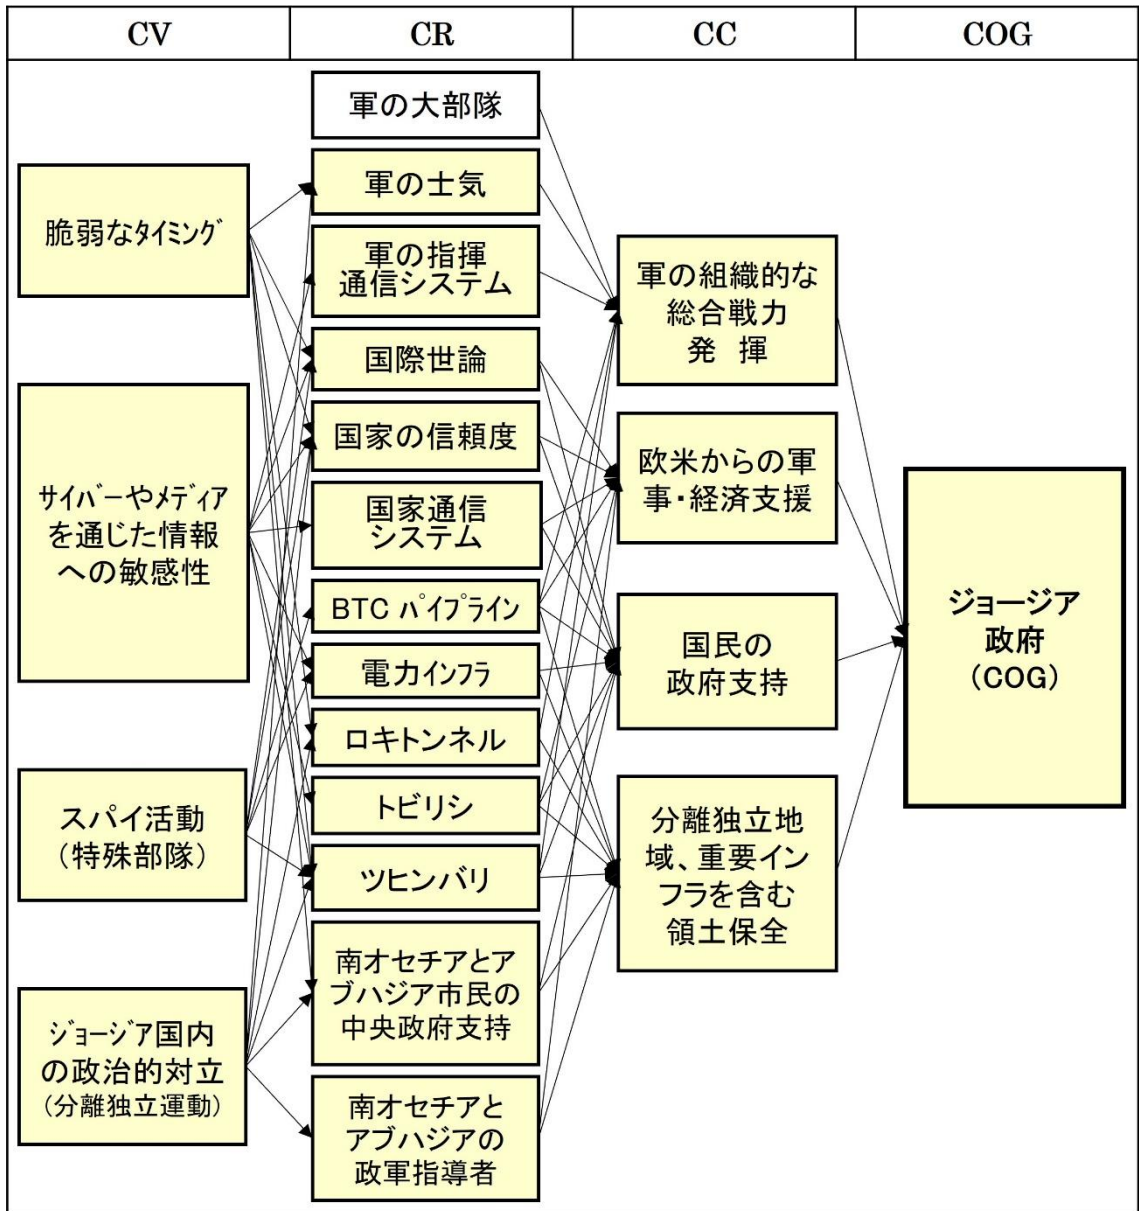 CV
CR
CC
COG
脆弱なﾀｲﾐﾝｸﾞ
サイバｰやﾒﾃﾞｨｱ
を通じた情報
への敏感性
スパイ活動
（特殊部隊）
ｼﾞｮｰｼﾞｱ国内
の政治的対立
（分離独立運動）
軍の大部隊
軍の士気
軍の指揮
通信システム
国際世論
国家の信頼度
国家通信
システム
BTC ﾊﾟｲﾌﾟﾗｲﾝ
電力ｲﾝﾌﾗ
ロキトンネル
トビリシ
ツヒンバリ
南オセチアとア
ブハジア市民の
中央政府支持
南オセチアと
アブハジアの
政軍指導者
軍の組織的な
総合戦力
発　揮
欧米からの軍
事・経済支援
国民の
政府支持
分離独立地
域、重要イン
フラを含む
領土保全
ジョージア
政府
（COG）